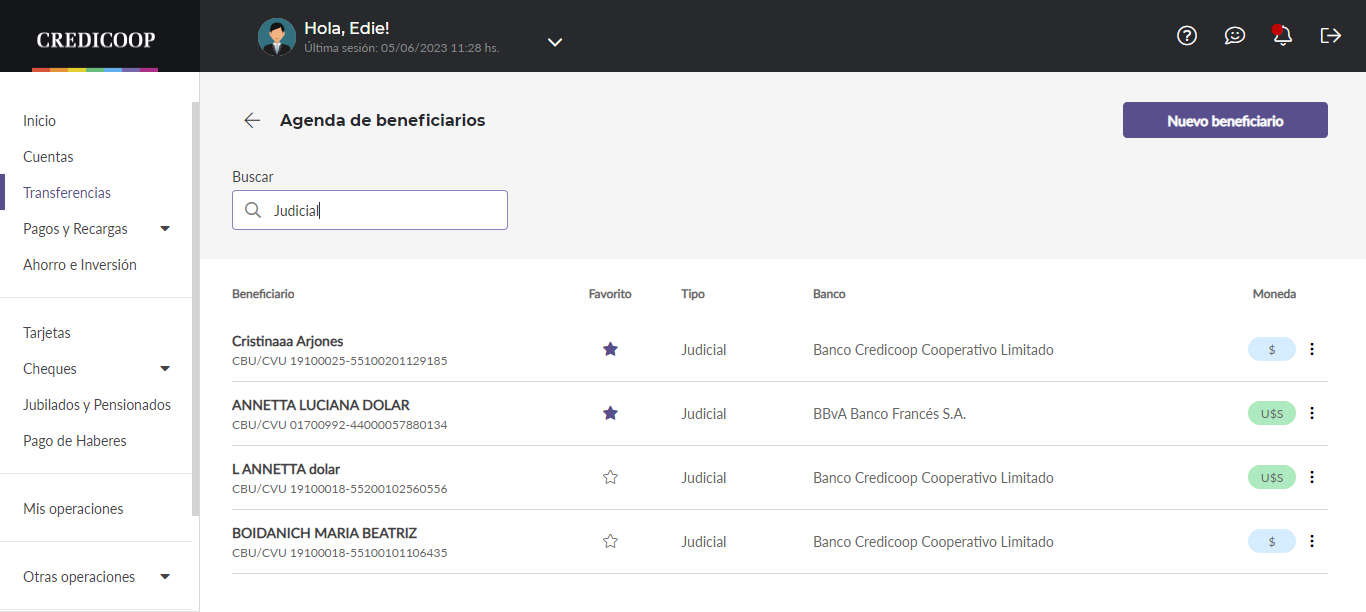 CREDICOOP
Hola, Edie!
Última sesión: 05/06/2023 11:28 hs.
Inicio
Cuentas
Transferencias
Pagos y Recargas
Ahorro e Inversión
Tarjetas
Cheques
Jubilados y Pensionados
Pago de Haberes
Mis operaciones
Otras operaciones
Agenda de beneficiarios
Nuevo beneficiario
Buscar
Judicial
Beneficiario Favorito Tipo Banco Moneda
Cristinaaa Arjones
CBU/CVU 19100025-55100201129185
Judicial Banco Credicoop Cooperativo Limitado $
ANNETTA LUCIANA DOLAR
CBU/CVU 01700992-44000057880134
Judicial BBvA Banco Francés S.A. U$S
L ANNETTA dolar
CBU/CVU 19100018-55200102560556
Judicial Banco Credicoop Cooperativo Limitado U$S
BOIDANICH MARIA BEATRIZ
CBU/CVU 19100018-55100101106435
Judicial Banco Credicoop Cooperativo Limitado $